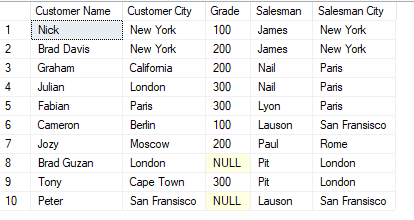 Customer Name Customer City Grade Salesman Salesman City
1 Nick New York 100 James New York
2 Brad Davis New York 200 James New York
3 Graham California 200 Nail Paris
4 Julian London 300 Nail Paris
5 Fabian Paris 300 Lyon Paris
6 Cameron Berlin 100 Lauson San Fransisco
7 Jozy Moscow 200 Paul Rome
8 Brad Guzan London NULL Pit London
9 Tony Cape Town 300 Pit London
10 Peter San Fransisco NULL Lauson San Fransisco